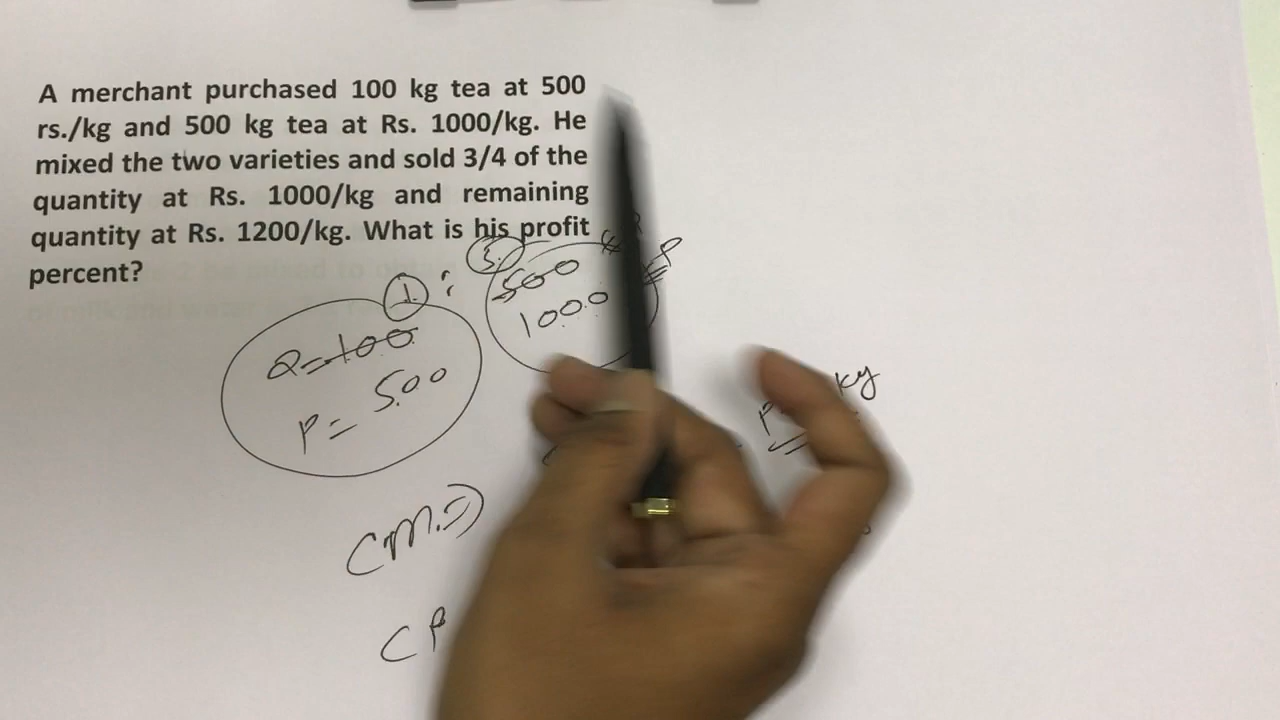 A merchant purchased 100 kg tea at 500
rs./kg and 500 kg tea at Rs. 1000/kg. He
mixed the two varieties and sold 3/4 of the
quantity at Rs. 1000/kg and remaining
quantity at Rs. 1200/kg. What is his profit
percent?
1 : 5
Q=100
P= 500
500
1000
P
kg
CP